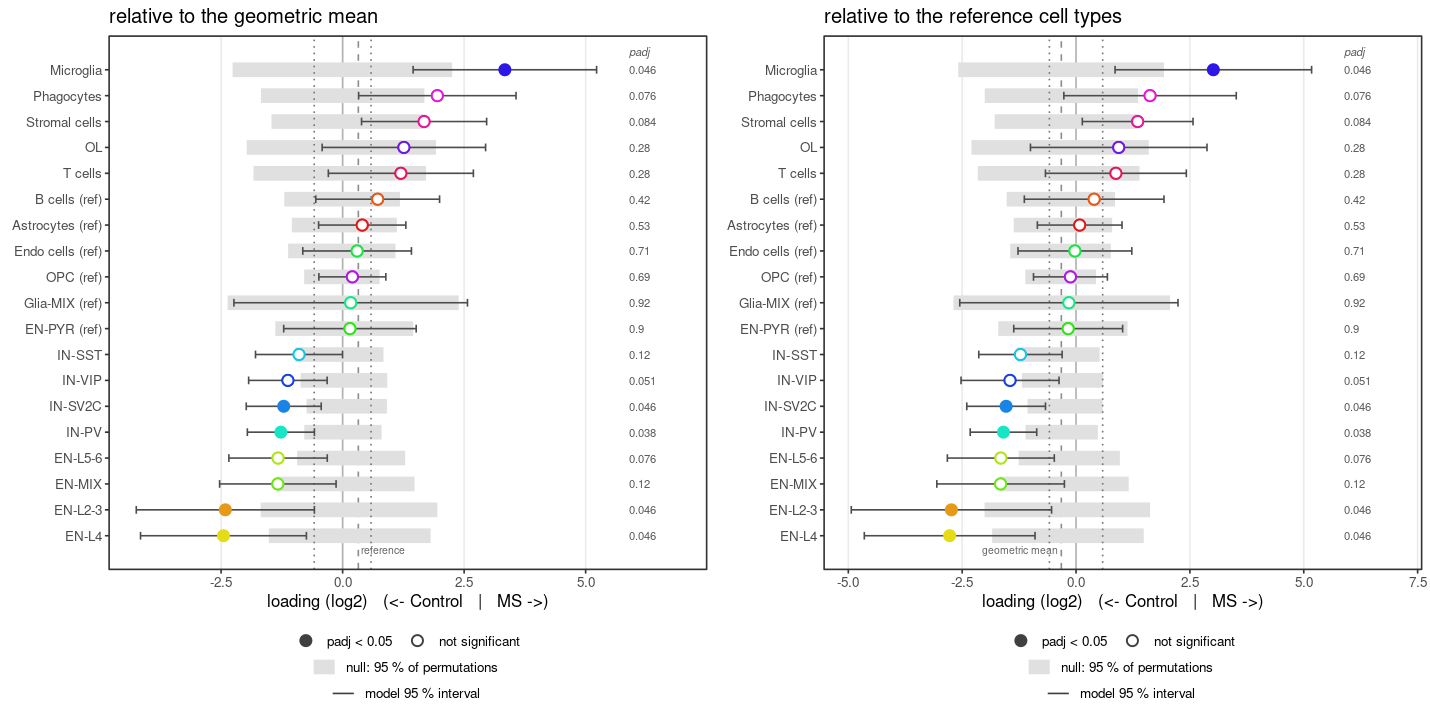 relative to the geometric mean
padj
Microglia 0.046
Phagocytes 0.076
Stromal cells 0.084
OL 0.28
T cells 0.28
B cells (ref) 0.42
Astrocytes (ref) 0.53
Endo cells (ref) 0.71
OPC (ref) 0.69
Glia-MIX (ref) 0.92
EN-PYR (ref) 0.9
IN-SST 0.12
IN-VIP 0.051
IN-SV2C 0.046
IN-PV 0.038
EN-L5-6 0.076
EN-MIX 0.12
EN-L2-3 0.046
EN-L4 0.046
reference
-2.5 0.0 2.5 5.0
loading (log2) (<- Control | MS ->)
padj < 0.05 not significant
null: 95 % of permutations
model 95 % interval
relative to the reference cell types
padj
Microglia 0.046
Phagocytes 0.076
Stromal cells 0.084
OL 0.28
T cells 0.28
B cells (ref) 0.42
Astrocytes (ref) 0.53
Endo cells (ref) 0.71
OPC (ref) 0.69
Glia-MIX (ref) 0.92
EN-PYR (ref) 0.9
IN-SST 0.12
IN-VIP 0.051
IN-SV2C 0.046
IN-PV 0.038
EN-L5-6 0.076
EN-MIX 0.12
EN-L2-3 0.046
EN-L4 0.046
geometric mean
-5.0 -2.5 0.0 2.5 5.0 7.5
loading (log2) (<- Control | MS ->)
padj < 0.05 not significant
null: 95 % of permutations
model 95 % interval